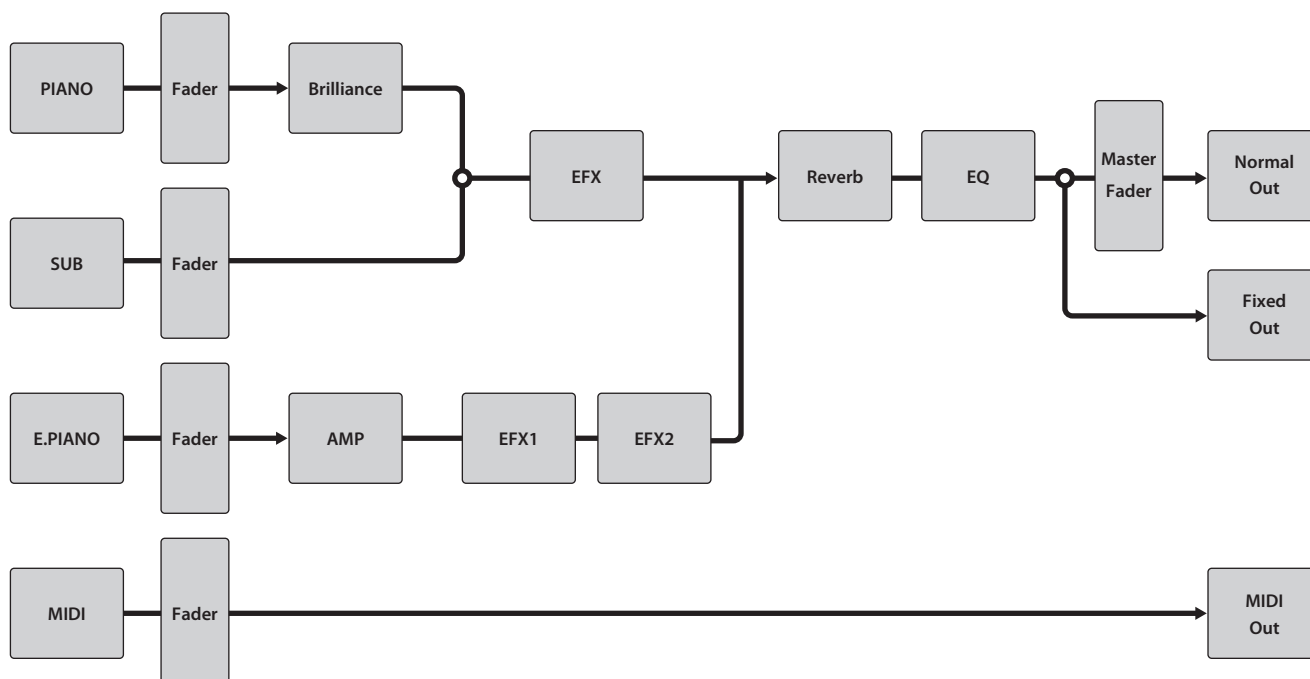 PIANO
Fader
Brilliance
EFX
Reverb
EQ
Master
Fader
Normal
Out
SUB
Fader
Fixed
Out
E.PIANO
Fader
AMP
EFX1
EFX2
MIDI
Fader
MIDI
Out